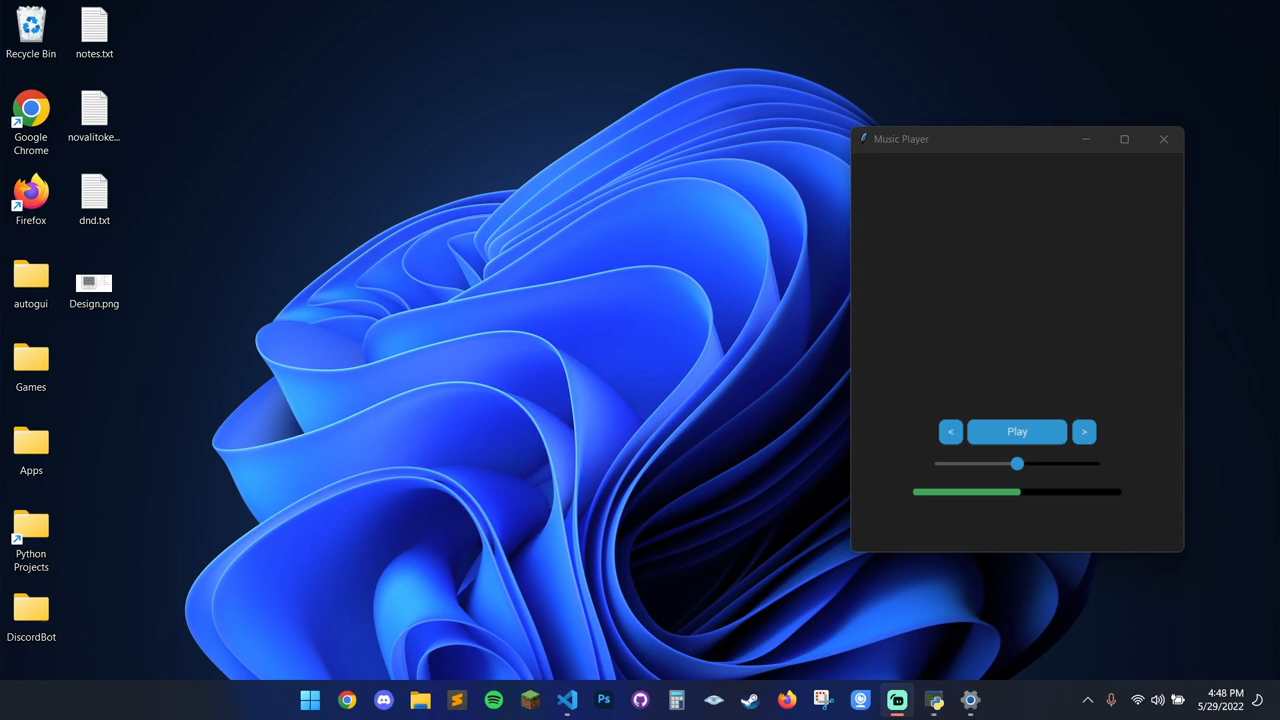 Recycle Bin
notes.txt
Google
Chrome
novalitoke...
Firefox
dnd.txt
autogui
Design.png
Games
Apps
Python
Projects
DiscordBot
Music Player
<
Play
>
Ps
4:48 PM
5/29/2022